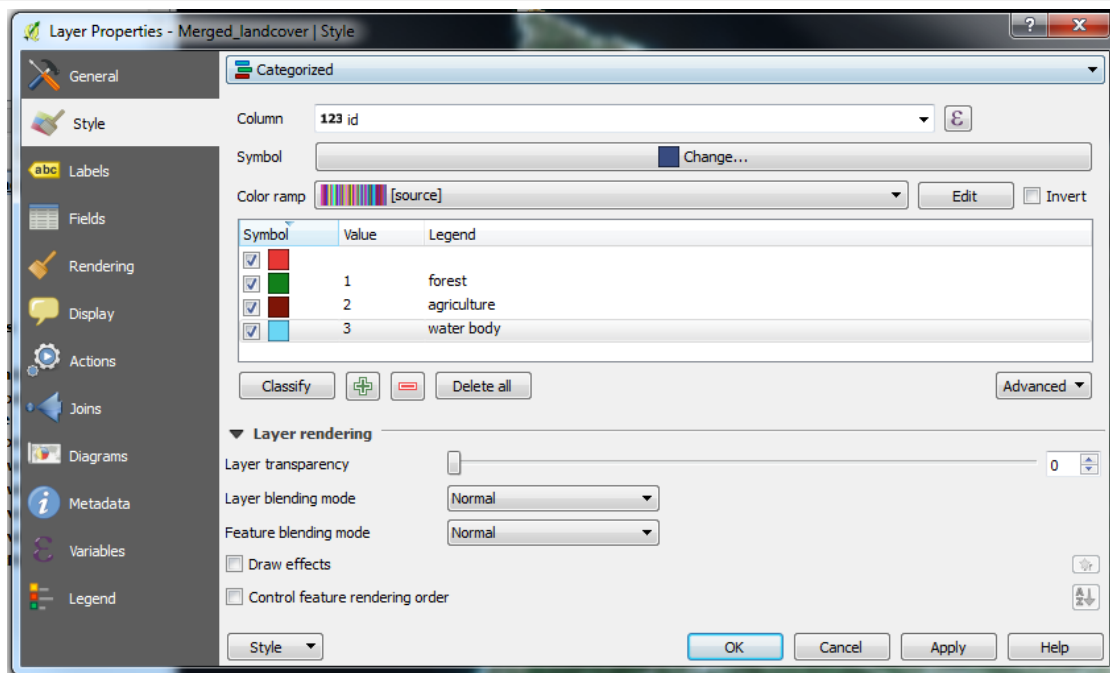 Layer Properties - Merged_landcover | Style
?
x
General
Style
abc Labels
Fields
Rendering
Display
Actions
Joins
Diagrams
Metadata
Variables
Legend
Categorized
Column 123 id ε
Symbol Change...
Color ramp [source] Edit Invert
Symbol Value Legend
1 forest
2 agriculture
3 water body
Classify Delete all Advanced
Layer rendering
Layer transparency 0
Layer blending mode Normal
Feature blending mode Normal
Draw effects
Control feature rendering order
Style OK Cancel Apply Help